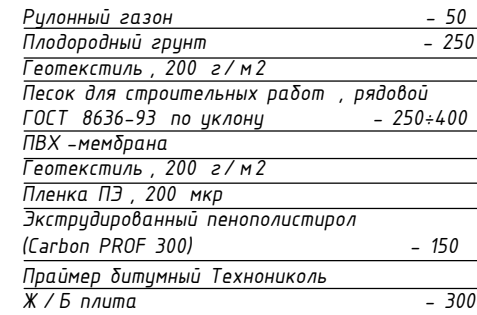 Рулонный газон – 50
Плодородный грунт – 250
Геотекстиль , 200 г/м2
Песок для строительных работ , рядовой
ГОСТ 8636-93 по уклону – 250÷400
ПВХ -мембрана
Геотекстиль , 200 г/м2
Пленка ПЭ , 200 мкр
Экструдированный пенополистирол
(Carbon PROF 300) – 150
Праймер битумный Технониколь
Ж/Б плита – 300